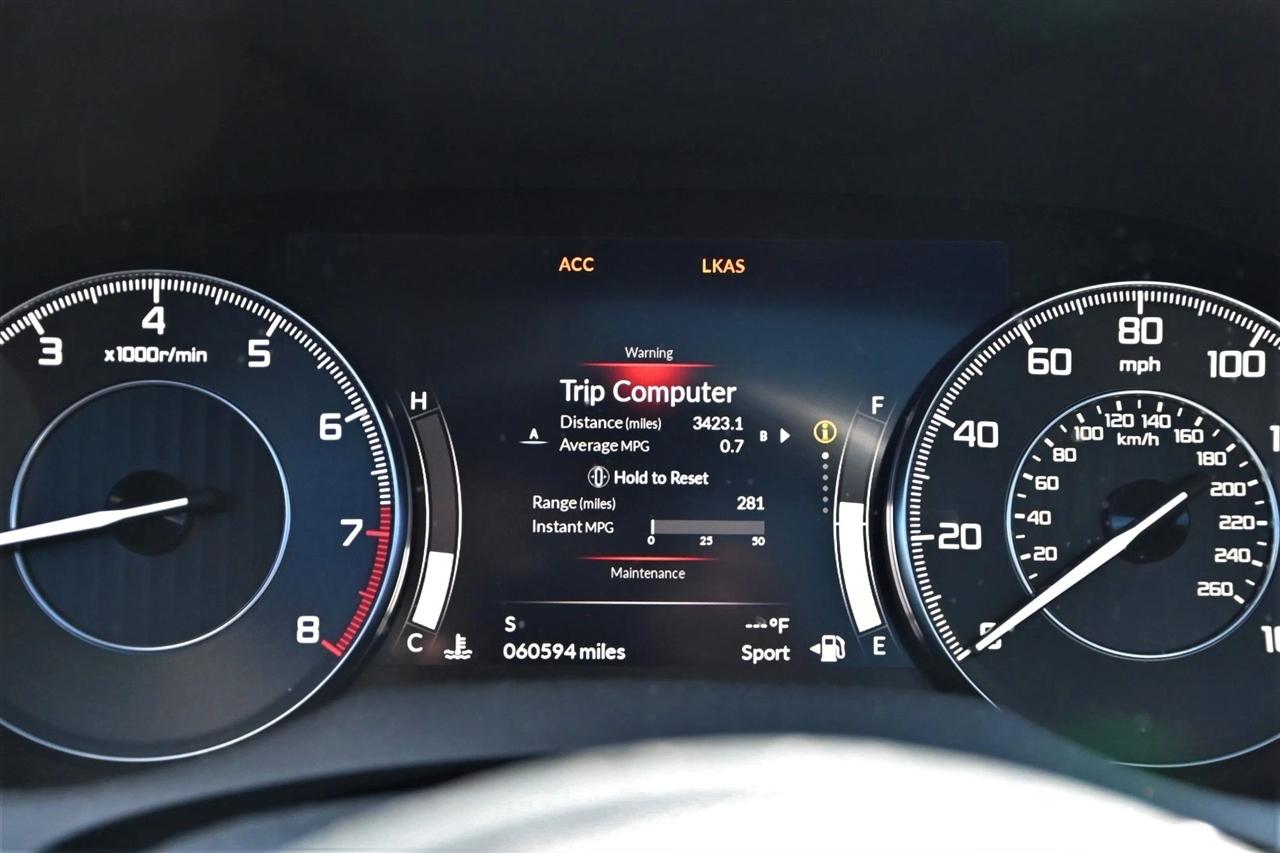 ACC LKAS
3 4 5 6 7 8
x1000r/min
H
C
Warning
Trip Computer
A
Distance (miles) 3423.1
Average MPG 0.7
B
Hold to Reset
Range (miles) 281
Instant MPG
0 25 50
Maintenance
S ---°F
060594 miles Sport
F
E
0 20 40 60 80 100
mph
20 40 60 80 100 120 140 160 180 200 220 240 260
km/h